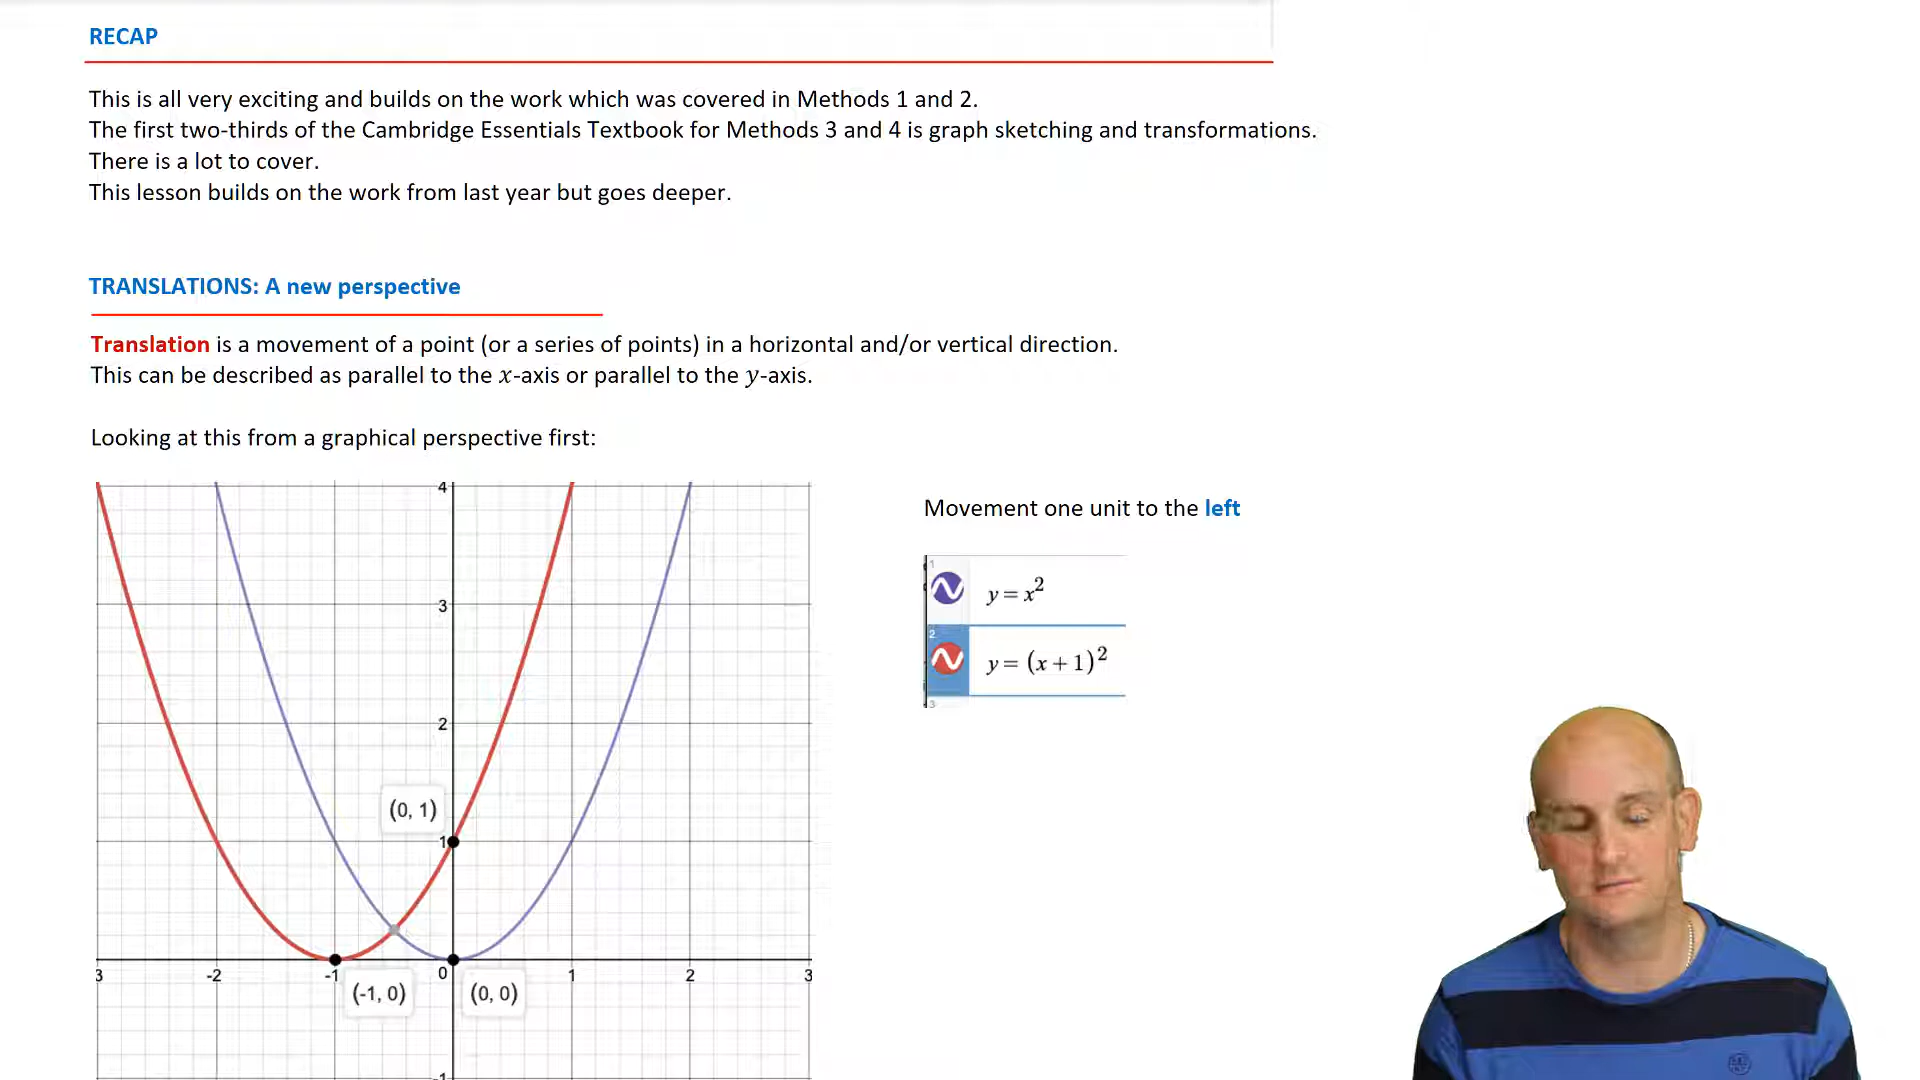 RECAP
This is all very exciting and builds on the work which was covered in Methods 1 and 2.
The first two-thirds of the Cambridge Essentials Textbook for Methods 3 and 4 is graph sketching and transformations.
There is a lot to cover.
This lesson builds on the work from last year but goes deeper.
TRANSLATIONS: A new perspective
Translation is a movement of a point (or a series of points) in a horizontal and/or vertical direction.
This can be described as parallel to the x-axis or parallel to the y-axis.
Looking at this from a graphical perspective first:
4
3
2
(0, 1)
1
3 -2 -1 0 1 2 3
(-1, 0) (0, 0)
-1
Movement one unit to the left
1
y = x²
2
y = (x + 1)²
3